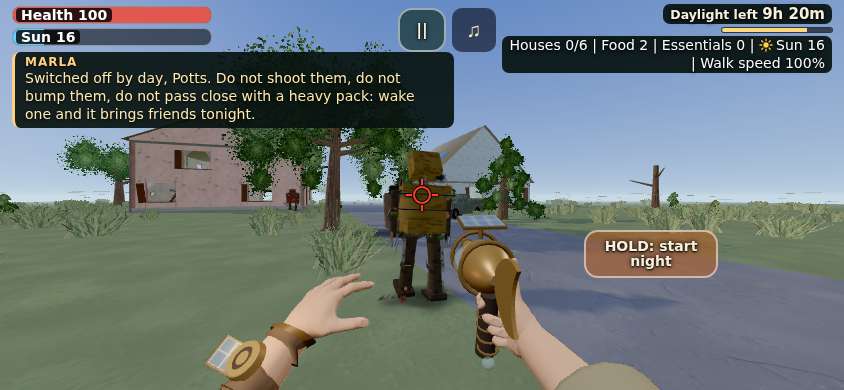 Health 100
Sun 16
Daylight left 9h 20m
Houses 0/6 | Food 2 | Essentials 0 | ☀ Sun 16
| Walk speed 100%
MARLA
Switched off by day, Potts. Do not shoot them, do not
bump them, do not pass close with a heavy pack: wake
one and it brings friends tonight.
HOLD: start
night